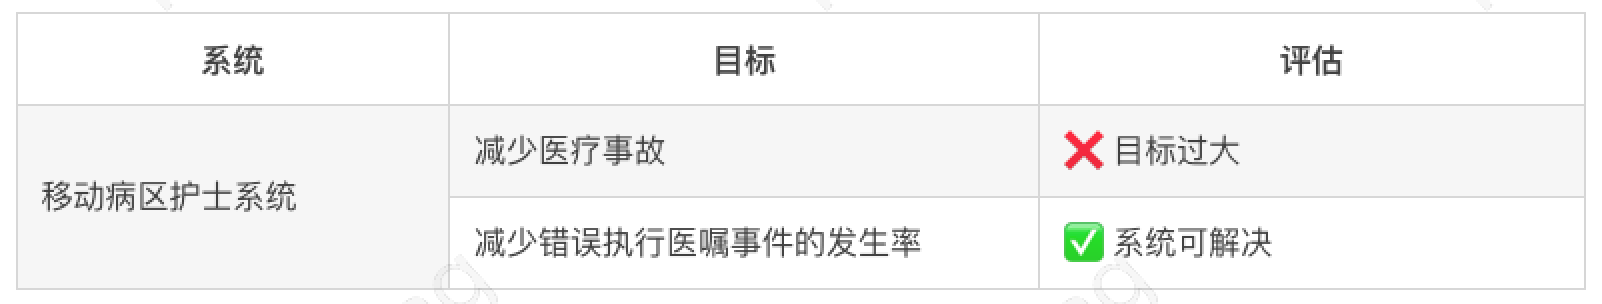 系统 目标 评估
减少医疗事故 ❌ 目标过大
移动病区护士系统
减少错误执行医嘱事件的发生率 ✅ 系统可解决
ng
ng